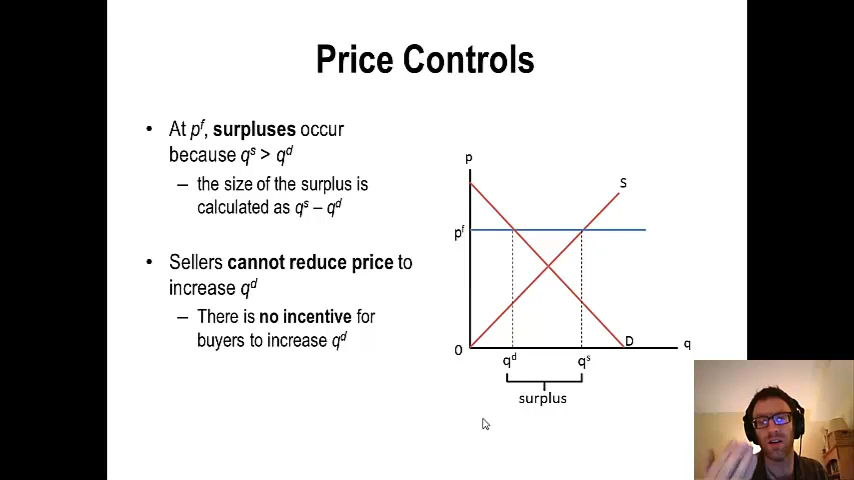 Price Controls
• At pᶠ, surpluses occur
because qˢ > qᵈ
– the size of the surplus is
calculated as qˢ – qᵈ
• Sellers cannot reduce price to
increase qᵈ
– There is no incentive for
buyers to increase qᵈ
p
S
pᶠ
0
D
q
qᵈ
qˢ
surplus